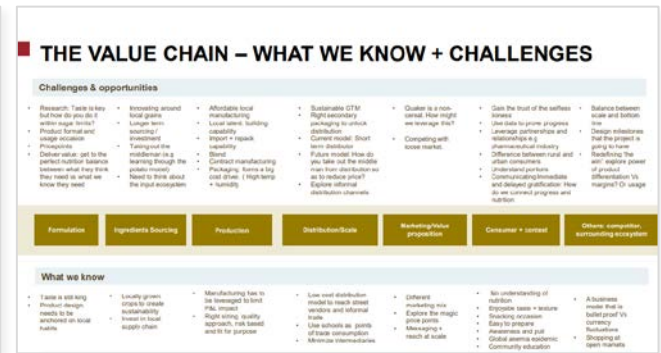 THE VALUE CHAIN – WHAT WE KNOW + CHALLENGES
Challenges & opportunities
• Research: Taste is key
but how do you do it
within sugar limits?
• Product format and
usage occasion
• Pricepoints
• Deliver value: get to the
perfect nutrition balance
between what they think
they need vs what we
know they need
• Innovating around
local grains
• Longer term
sourcing /
investment
• Taking out the
middleman (e.g
learning through the
potato model)
• Need to think about
the input ecosystem
• Affordable local
manufacturing
• Local talent, building
capability
• Import + repack
capability
• Blend
• Contract manufacturing
• Packaging forms a big
cost driver. ( High temp
+ humidity
• Sustainable GTM
• Right secondary
packaging to unlock
distribution
• Current model: Short
term distributor
• Future model: How do
you take out the middle
man from distribution so
as to reduce price?
• Explore informal
distribution channels
• Quaker is a non-
cereal. How might
we leverage this?
• Competing with
loose market.
• Gain the trust of the selfless
• Use data to prove progress
• Leverage partnerships and
relationships e.g
pharmaceutical industry
• Difference between rural and
urban consumers
• Understand portions
• Communicating Immediate
and delayed gratification: How
do we connect progress and
nutrition
• Balance between
scale and bottom
line
• Design milestones
that the project is
going to have
• Redefining 'the
win' explore power
of product
differentiation Vs
margins? Or usage
Formulation
Ingredients Sourcing
Production
Distribution/Scale
Marketing/Value
proposition
Consumer + context
Others: competitor,
surrounding ecosystem
What we know
• Taste is still king
• Product design
needs to be
anchored on local
habits
• Locally grown
crops to create
sustainability
• Invest in local
supply chain
• Manufacturing has to
be leveraged to limit
P&L impact
• Right sizing, quality
approach, risk based
and fit for purpose
• Low cost distribution
model to reach street
vendors and informal
trade
• Use schools as points
of trade consumption
• Minimize intermediaries
• Different
marketing mix
• Explore the magic
price points
• Messaging +
reach at scale
understanding of
nutrition
• Enjoyable taste + texture
• Snacking occasion
• Easy to prepare
• Awareness and pull
• Global anemia epidemic
• Community education
• A business
model that is
bullet proof Vs
currency
fluctuations
• Shopping at
open markets